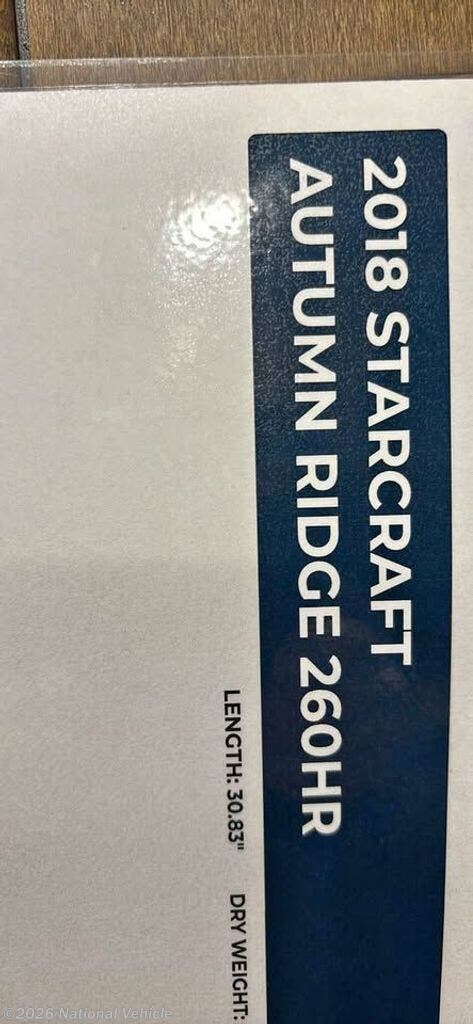 2018 STARCRAFT
AUTUMN RIDGE 260HR
LENGTH: 30.83" DRY WEIGHT:
©2026 National Vehicle